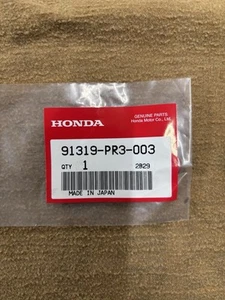 GENUINE PARTS
HONDA Honda Motor Co., Ltd.
91319-PR3-003
QTY 1 2029
MADE IN JAPAN